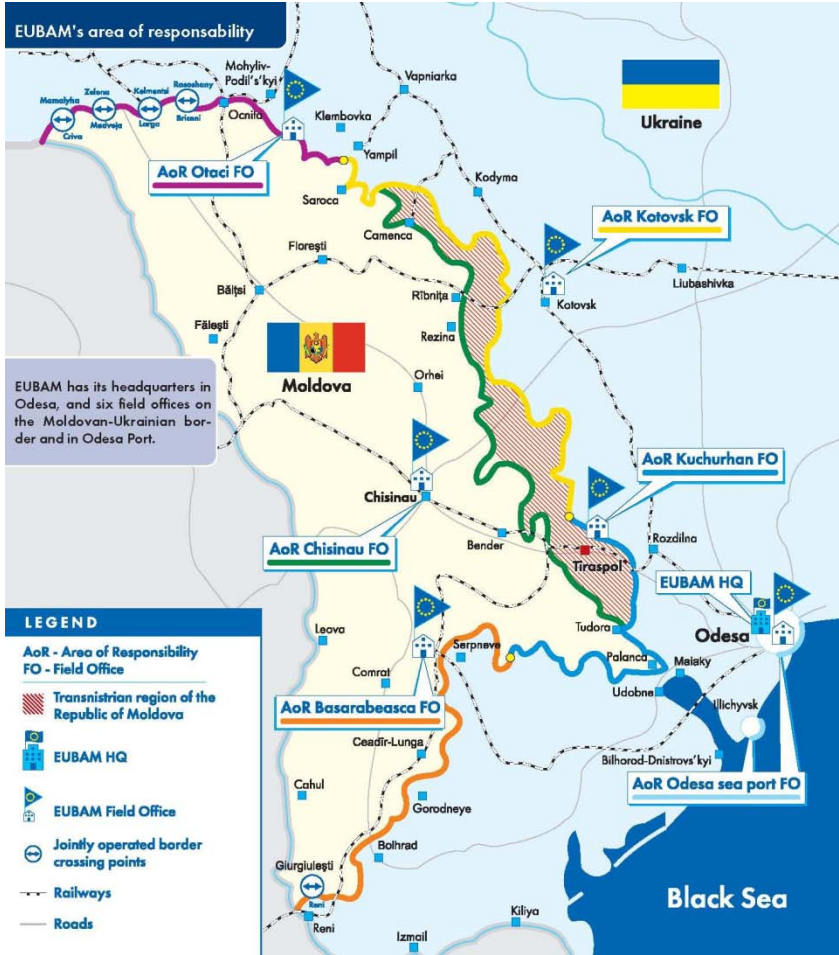 EUBAM's area of responsability
Mohyliv-
Podil's'kyi
Vapniarka
Ukraine
Mamalyha
Zelena
Kelmentsi
Rososhany
Criva
Medveja
Larga
Briceni
Ocnita
Klembovka
Yampil
AoR Otaci FO
Kodyma
Saroca
AoR Kotovsk FO
Camenca
Floreşti
Liubashivka
Bălţsi
Rîbniţa
Kotovsk
Făleşti
Rezina
Moldova
Orhei
EUBAM has its headquarters in
Odesa, and six field offices on
the Moldovan-Ukrainian bor-
der and in Odesa Port.
AoR Kuchurhan FO
Chisinau
AoR Chisinau FO
Bender
Rozdilna
Tiraspol
EUBAM HQ
Odesa
Tudora
LEGEND
AoR - Area of Responsibility
FO - Field Office
Transnistrian region of the
Republic of Moldova
EUBAM HQ
EUBAM Field Office
Jointly operated border
crossing points
Railways
Roads
Leova
Serpneve
Palanca
Maiaky
Comrat
Udobne
Illichyvsk
AoR Basarabeasca FO
Ceadîr-Lunga
Bilhorod-Dnistrovs'kyi
Cahul
AoR Odesa sea port FO
Gorodneye
Bolhrad
Giurgiuleşti
Reni
Reni
Black Sea
Kiliya
Izmail